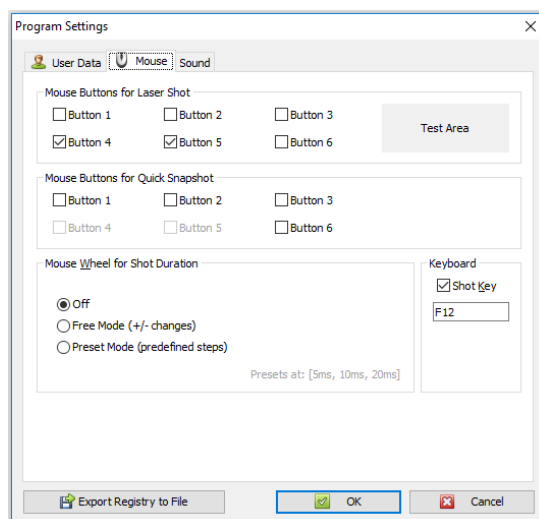 Program Settings
User Data Mouse Sound
Mouse Buttons for Laser Shot
Button 1 Button 2 Button 3
Button 4 Button 5 Button 6
Test Area
Mouse Buttons for Quick Snapshot
Button 1 Button 2 Button 3
Button 4 Button 5 Button 6
Mouse Wheel for Shot Duration
Off
Free Mode (+/- changes)
Preset Mode (predefined steps)
Presets at: [5ms, 10ms, 20ms]
Keyboard
Shot Key
F12
Export Registry to File OK Cancel